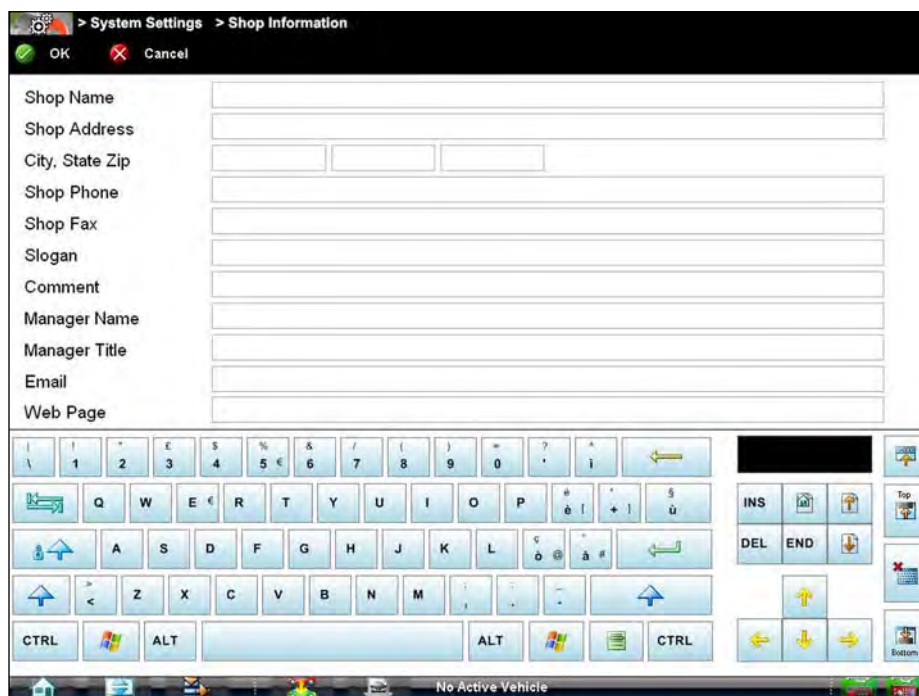 > System Settings > Shop Information
OK Cancel
Shop Name
Shop Address
City, State Zip
Shop Phone
Shop Fax
Slogan
Comment
Manager Name
Manager Title
Email
Web Page
| ! " £ $ % & / ( ) = ? ^
\ 1 2 3 4 5 € 6 7 8 9 0 ' ì
Q W E € R T Y U I O P é è [ * + ] § ù INS Top
A S D F G H J K L ç ò @ ° à # DEL END
> < Z X C V B N M ; , : . _ -
CTRL ALT ALT CTRL Bottom
No Active Vehicle